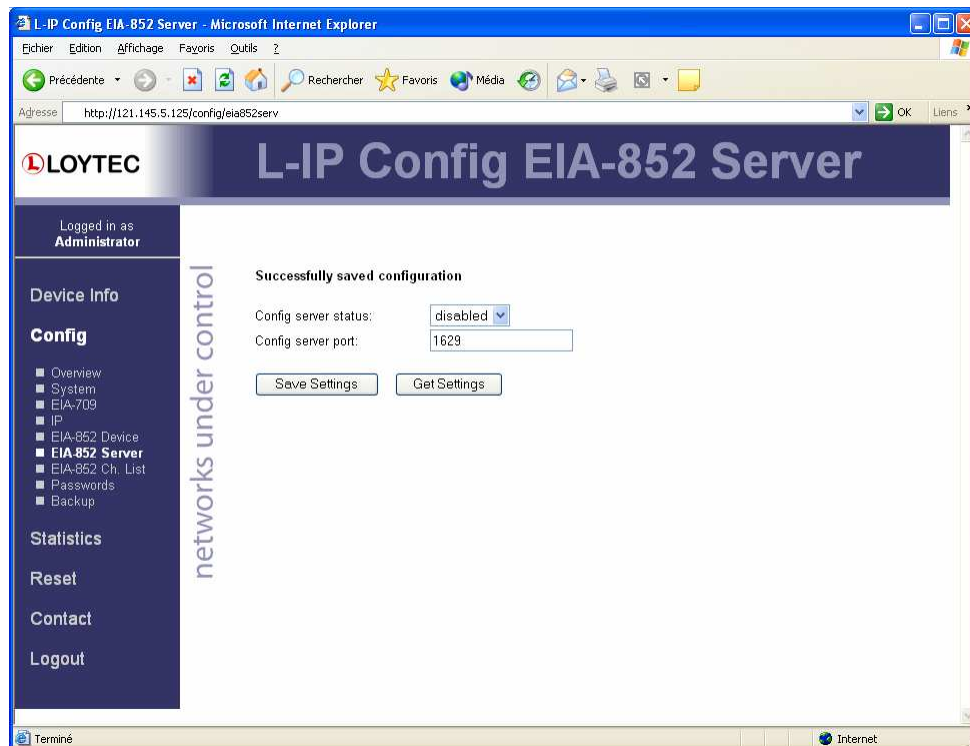 L-IP Config EIA-852 Server - Microsoft Internet Explorer
Fichier Edition Affichage Favoris Outils ?
Précédente Rechercher Favoris Média
Adresse http://121.145.5.125/config/eia852serv OK Liens
LOYTEC
L-IP Config EIA-852 Server
Logged in as
Administrator
Device Info
Config
Overview
System
EIA-709
IP
EIA-852 Device
EIA-852 Server
EIA-852 Ch. List
Passwords
Backup
Statistics
Reset
Contact
Logout
networks under control
Successfully saved configuration
Config server status: disabled
Config server port: 1629
Save Settings Get Settings
Terminé Internet